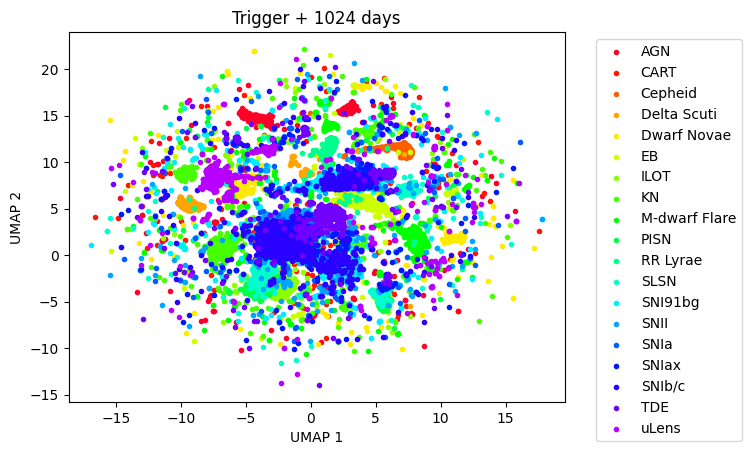 Trigger + 1024 days
UMAP 2
20
15
10
5
0
−5
−10
−15
−15
−10
−5
0
5
10
15
UMAP 1
AGN
CART
Cepheid
Delta Scuti
Dwarf Novae
EB
ILOT
KN
M-dwarf Flare
PISN
RR Lyrae
SLSN
SNI91bg
SNII
SNIa
SNIax
SNIb/c
TDE
uLens